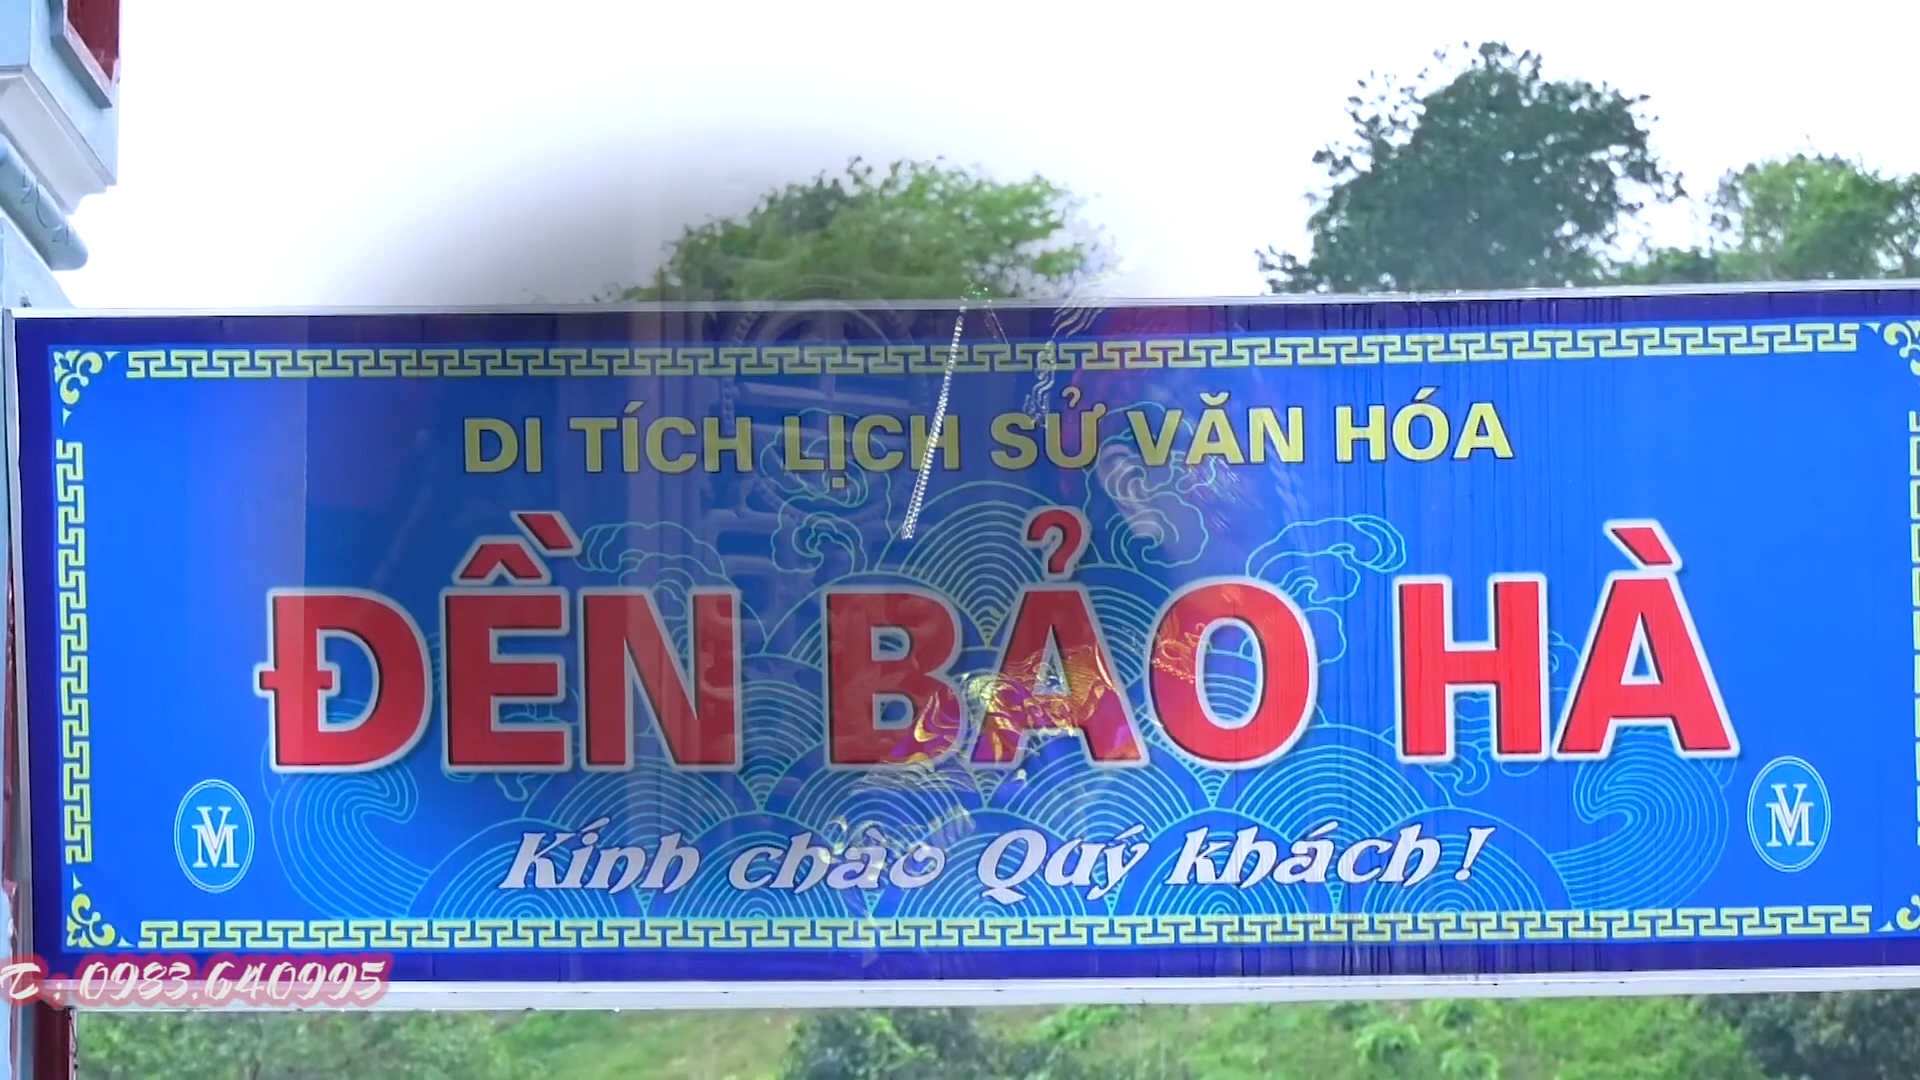 DI TÍCH LỊCH SỬ VĂN HÓA
ĐỀN BẢO HÀ
VM VM
Kính chào Quý khách!
T : 0983.640995